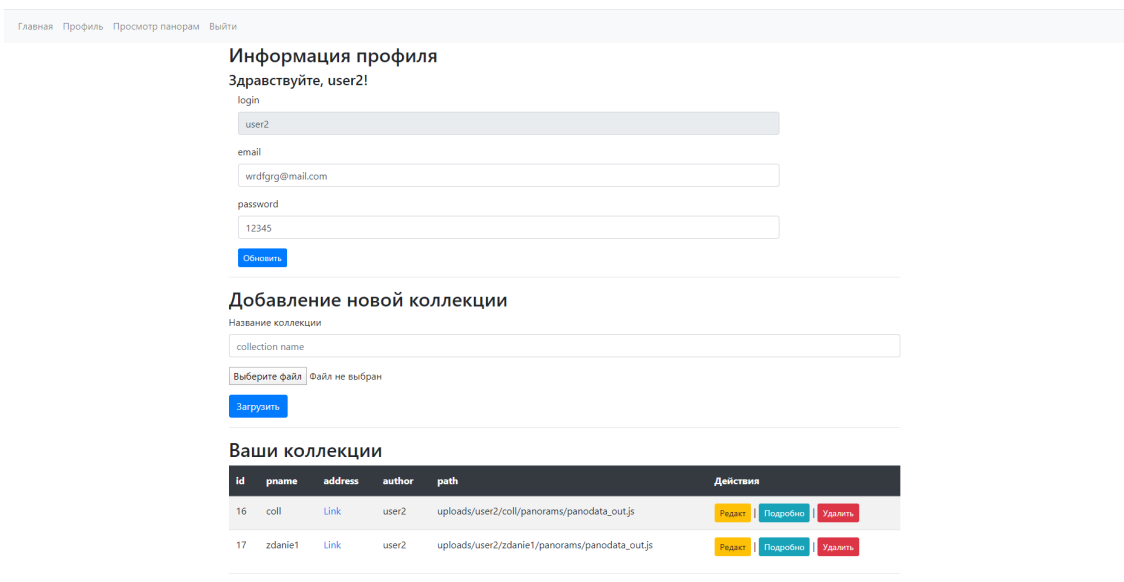 Главная Профиль Просмотр панорам Выйти
Информация профиля
Здравствуйте, user2!
login
user2
email
wrdfgrg@mail.com
password
12345
Обновить
Добавление новой коллекции
Название коллекции
collection name
Выберите файл Файл не выбран
Загрузить
Ваши коллекции
id pname address author path Действия
16 coll Link user2 uploads/user2/coll/panorams/panodata_out.js Редакт | Подробно | Удалить
17 zdanie1 Link user2 uploads/user2/zdanie1/panorams/panodata_out.js Редакт | Подробно | Удалить